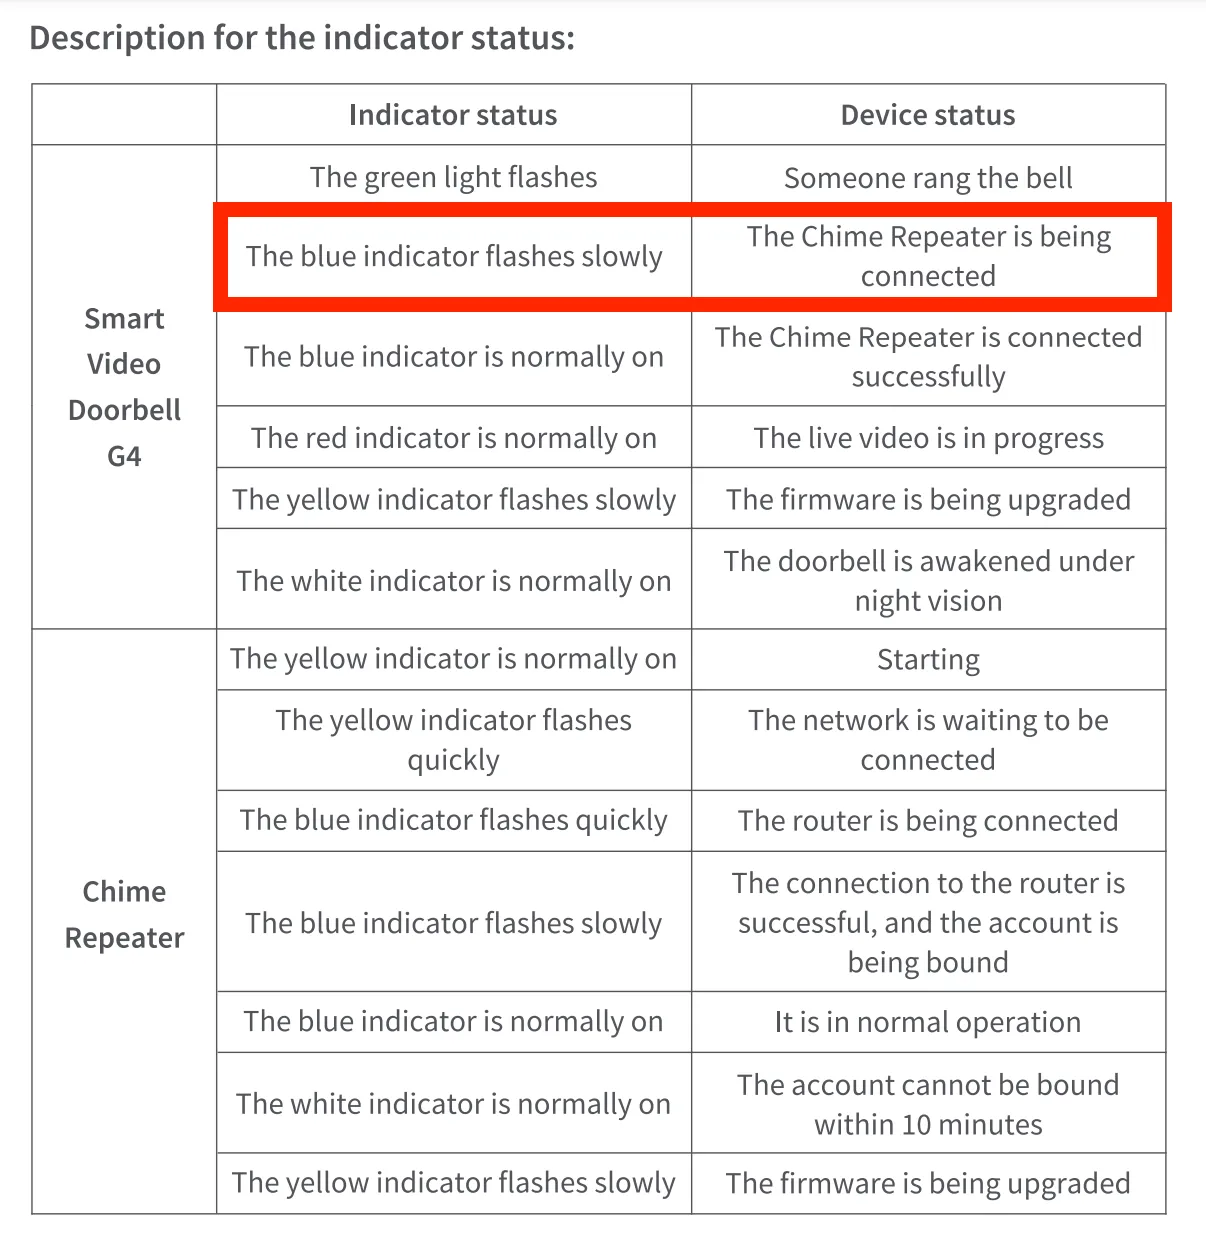 Description for the indicator status:
Indicator status
Device status
Smart
Video
Doorbell
G4
The green light flashes
Someone rang the bell
The blue indicator flashes slowly
The Chime Repeater is being
connected
The blue indicator is normally on
The Chime Repeater is connected
successfully
The red indicator is normally on
The live video is in progress
The yellow indicator flashes slowly
The firmware is being upgraded
The white indicator is normally on
The doorbell is awakened under
night vision
Chime
Repeater
The yellow indicator is normally on
Starting
The yellow indicator flashes
quickly
The network is waiting to be
connected
The blue indicator flashes quickly
The router is being connected
The blue indicator flashes slowly
The connection to the router is
successful, and the account is
being bound
The blue indicator is normally on
It is in normal operation
The white indicator is normally on
The account cannot be bound
within 10 minutes
The yellow indicator flashes slowly
The firmware is being upgraded